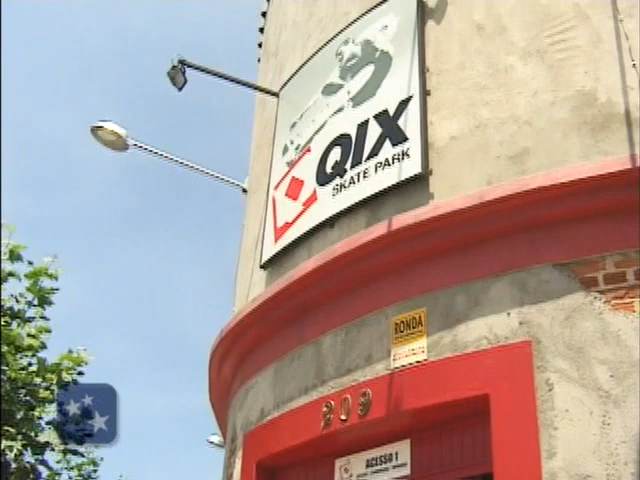 QIX
SKATE PARK
RONDA
209
ACESSO 1